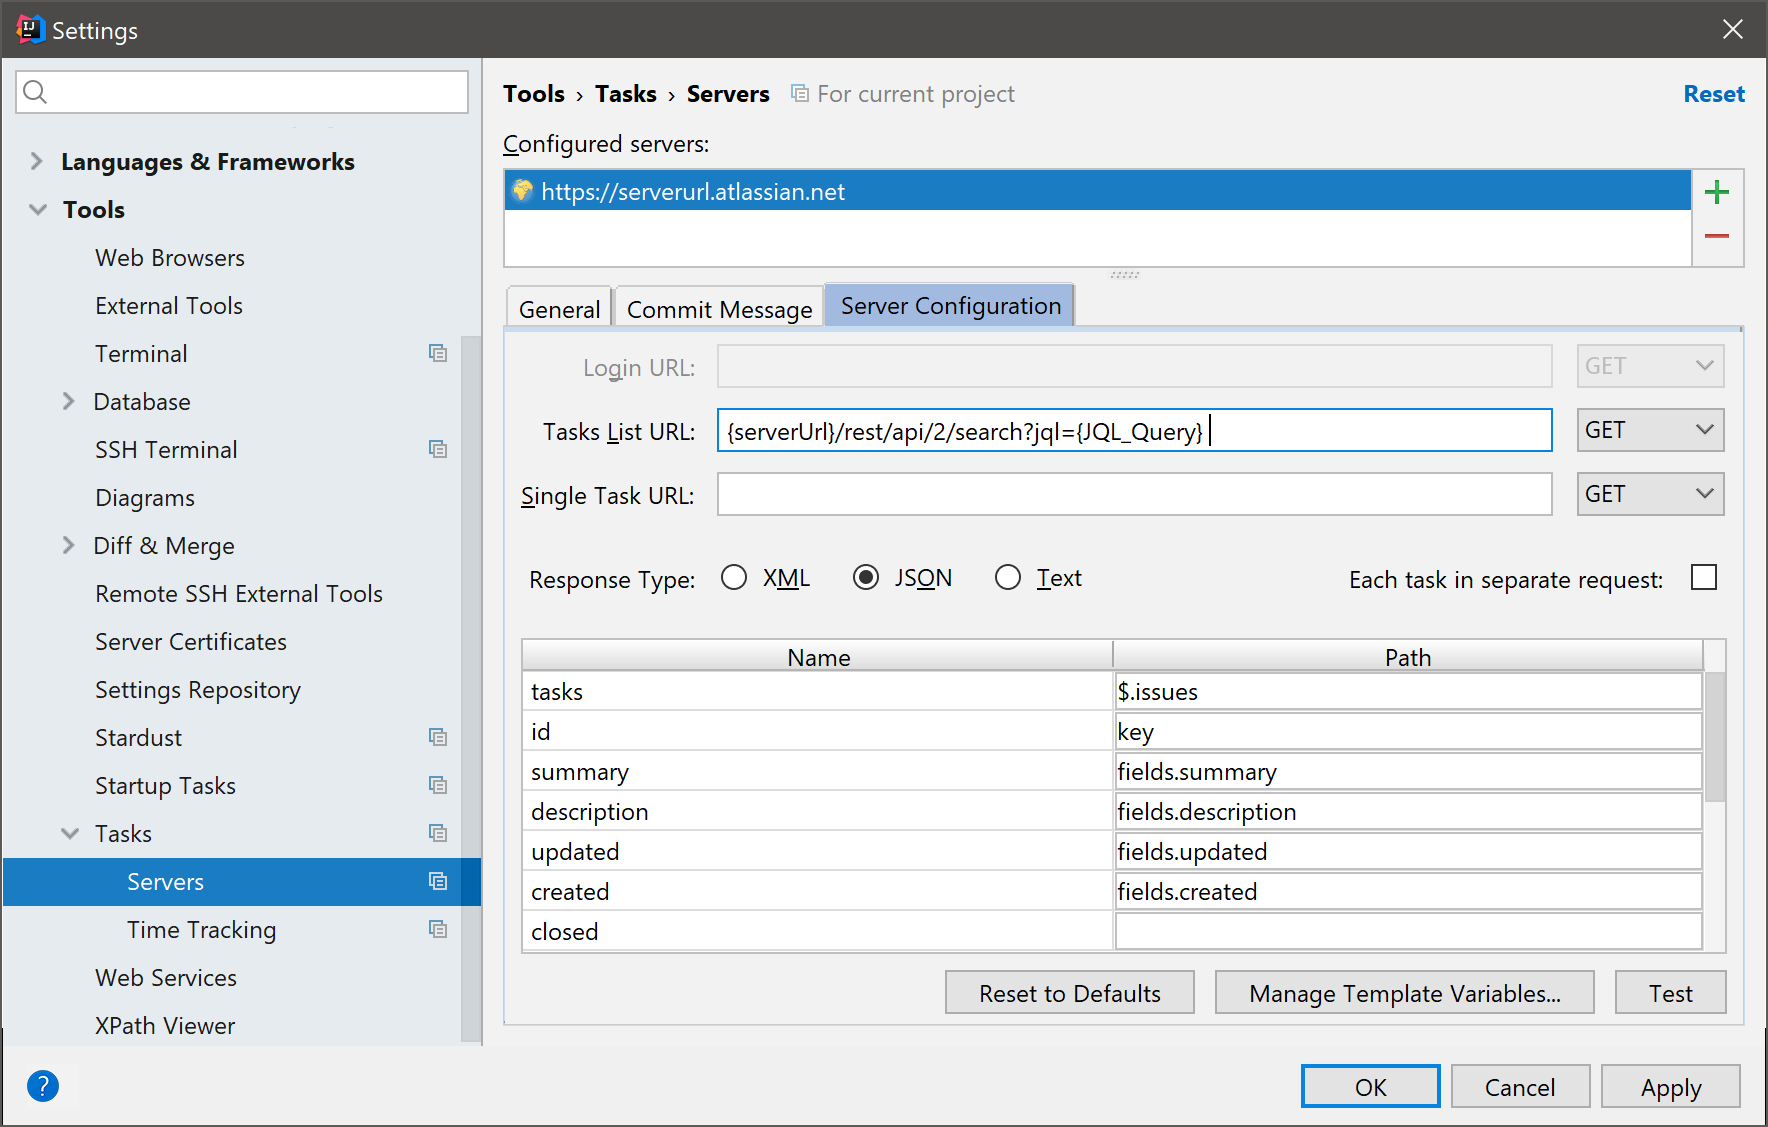 IJ
Settings
Languages & Frameworks
Tools
Web Browsers
External Tools
Terminal
Database
SSH Terminal
Diagrams
Diff & Merge
Remote SSH External Tools
Server Certificates
Settings Repository
Stardust
Startup Tasks
Tasks
Servers
Time Tracking
Web Services
XPath Viewer
Tools › Tasks › Servers For current project Reset
Configured servers:
https://serverurl.atlassian.net
General Commit Message Server Configuration
Login URL: GET
Tasks List URL: {serverUrl}/rest/api/2/search?jql={JQL_Query} GET
Single Task URL: GET
Response Type: XML JSON Text Each task in separate request:
Name Path
tasks $.issues
id key
summary fields.summary
description fields.description
updated fields.updated
created fields.created
closed
Reset to Defaults Manage Template Variables... Test
? OK Cancel Apply